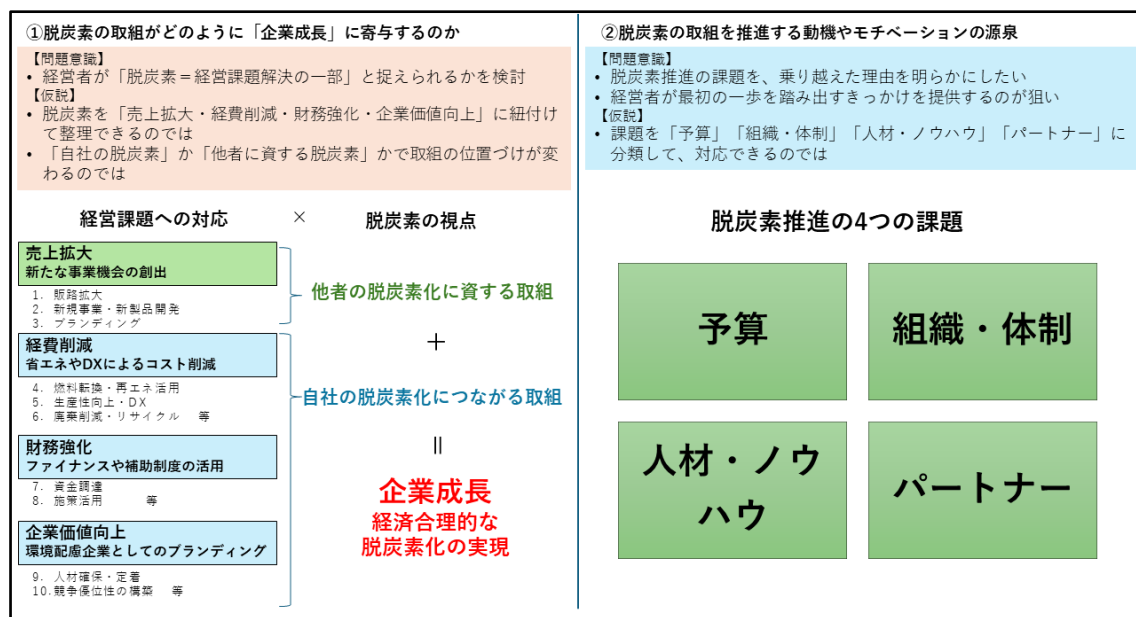 ①脱炭素の取組がどのように「企業成長」に寄与するのか
【問題意識】
• 経営者が「脱炭素＝経営課題解決の一部」と捉えられるかを検討
【仮説】
• 脱炭素を「売上拡大・経費削減・財務強化・企業価値向上」に紐付け
て整理できるのでは
• 「自社の脱炭素」か「他者に資する脱炭素」かで取組の位置づけが変
わるのでは
経営課題への対応 × 脱炭素の視点
売上拡大
新たな事業機会の創出
1. 販路拡大
2. 新規事業・新製品開発
3. ブランディング
他者の脱炭素化に資する取組
＋
経費削減
省エネやDXによるコスト削減
4. 燃料転換・再エネ活用
5. 生産性向上・DX
6. 廃棄削減・リサイクル 等
自社の脱炭素化につながる取組
＝
財務強化
ファイナンスや補助制度の活用
7. 資金調達
8. 施策活用 等
企業価値向上
環境配慮企業としてのブランディング
9. 人材確保・定着
10.競争優位性の構築 等
企業成長
経済合理的な
脱炭素化の実現
②脱炭素の取組を推進する動機やモチベーションの源泉
【問題意識】
• 脱炭素推進の課題を、乗り越えた理由を明らかにしたい
• 経営者が最初の一歩を踏み出すきっかけを提供するのが狙い
【仮説】
• 課題を「予算」「組織・体制」「人材・ノウハウ」「パートナー」に
分類して、対応できるのでは
脱炭素推進の4つの課題
予算
組織・体制
人材・ノウ
ハウ
パートナー